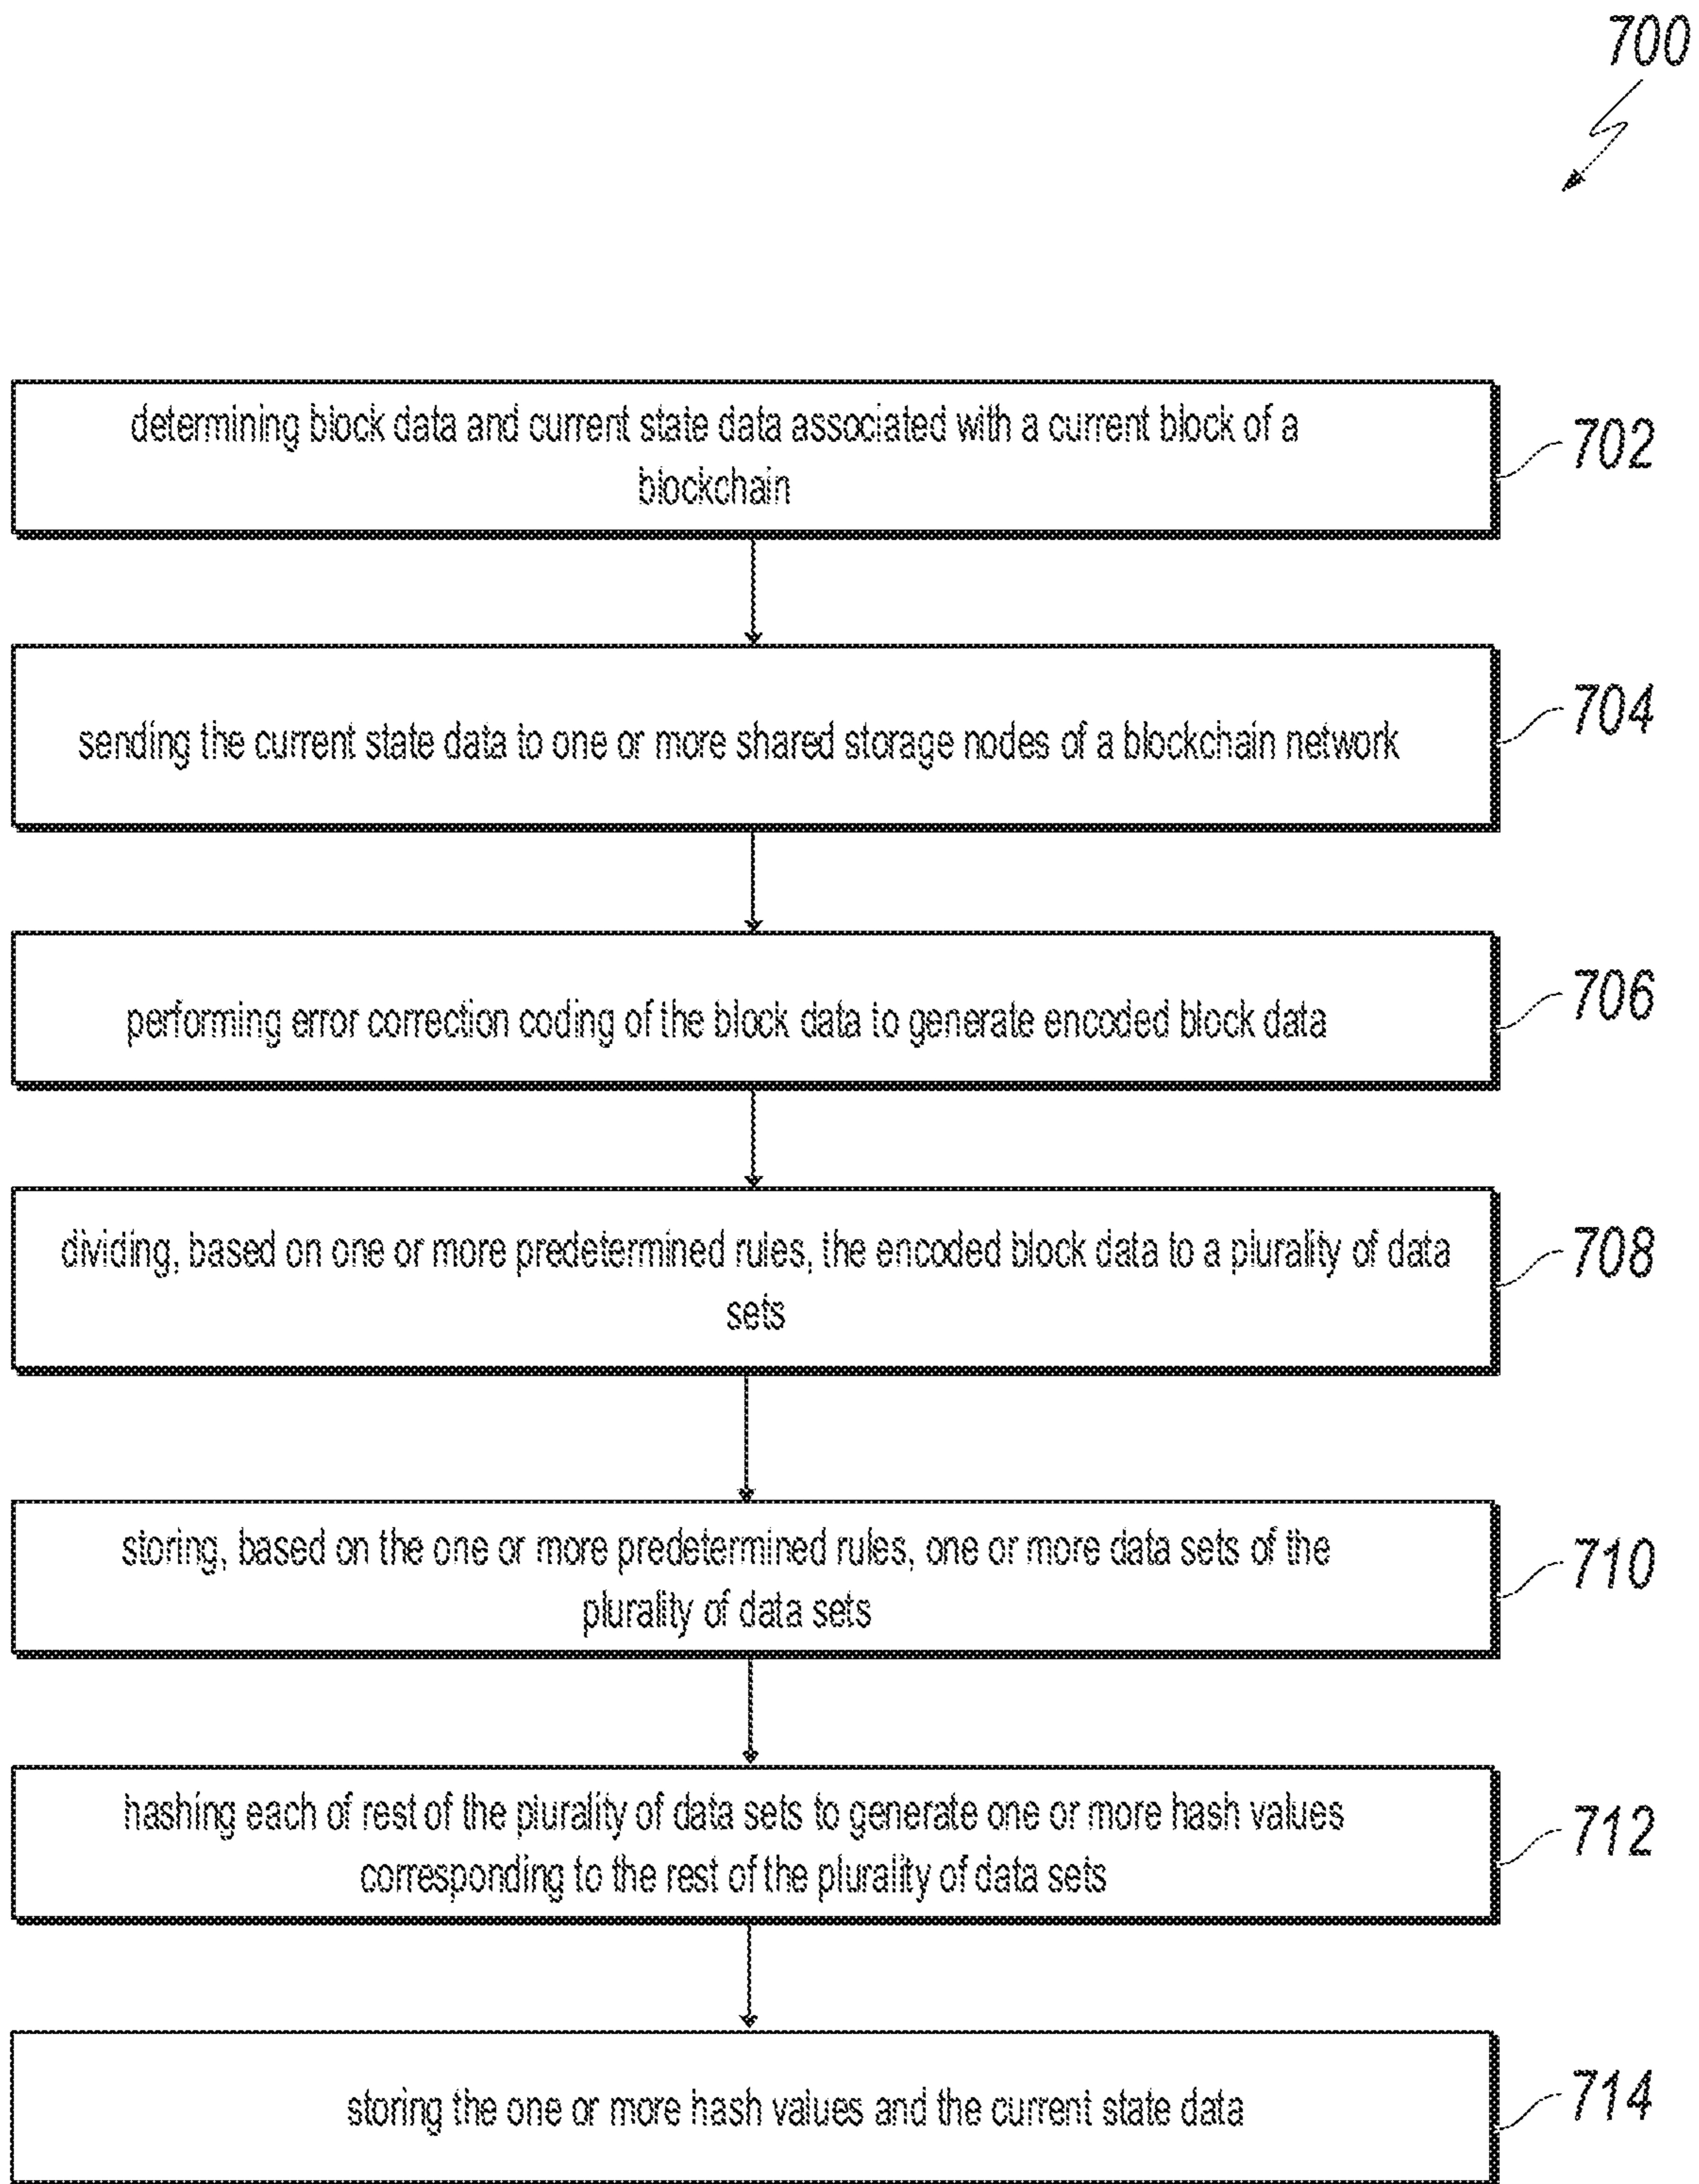 700
determining block data and current state data associated with a current block of a
blockchain
702
sending the current state data to one or more shared storage nodes of a blockchain network
704
performing error correction coding of the block data to generate encoded block data
706
dividing, based on one or more predetermined rules, the encoded block data to a plurality of data
sets
708
storing, based on the one or more predetermined rules, one or more data sets of the
plurality of data sets
710
hashing each of rest of the plurality of data sets to generate one or more hash values
corresponding to the rest of the plurality of data sets
712
storing the one or more hash values and the current state data
714